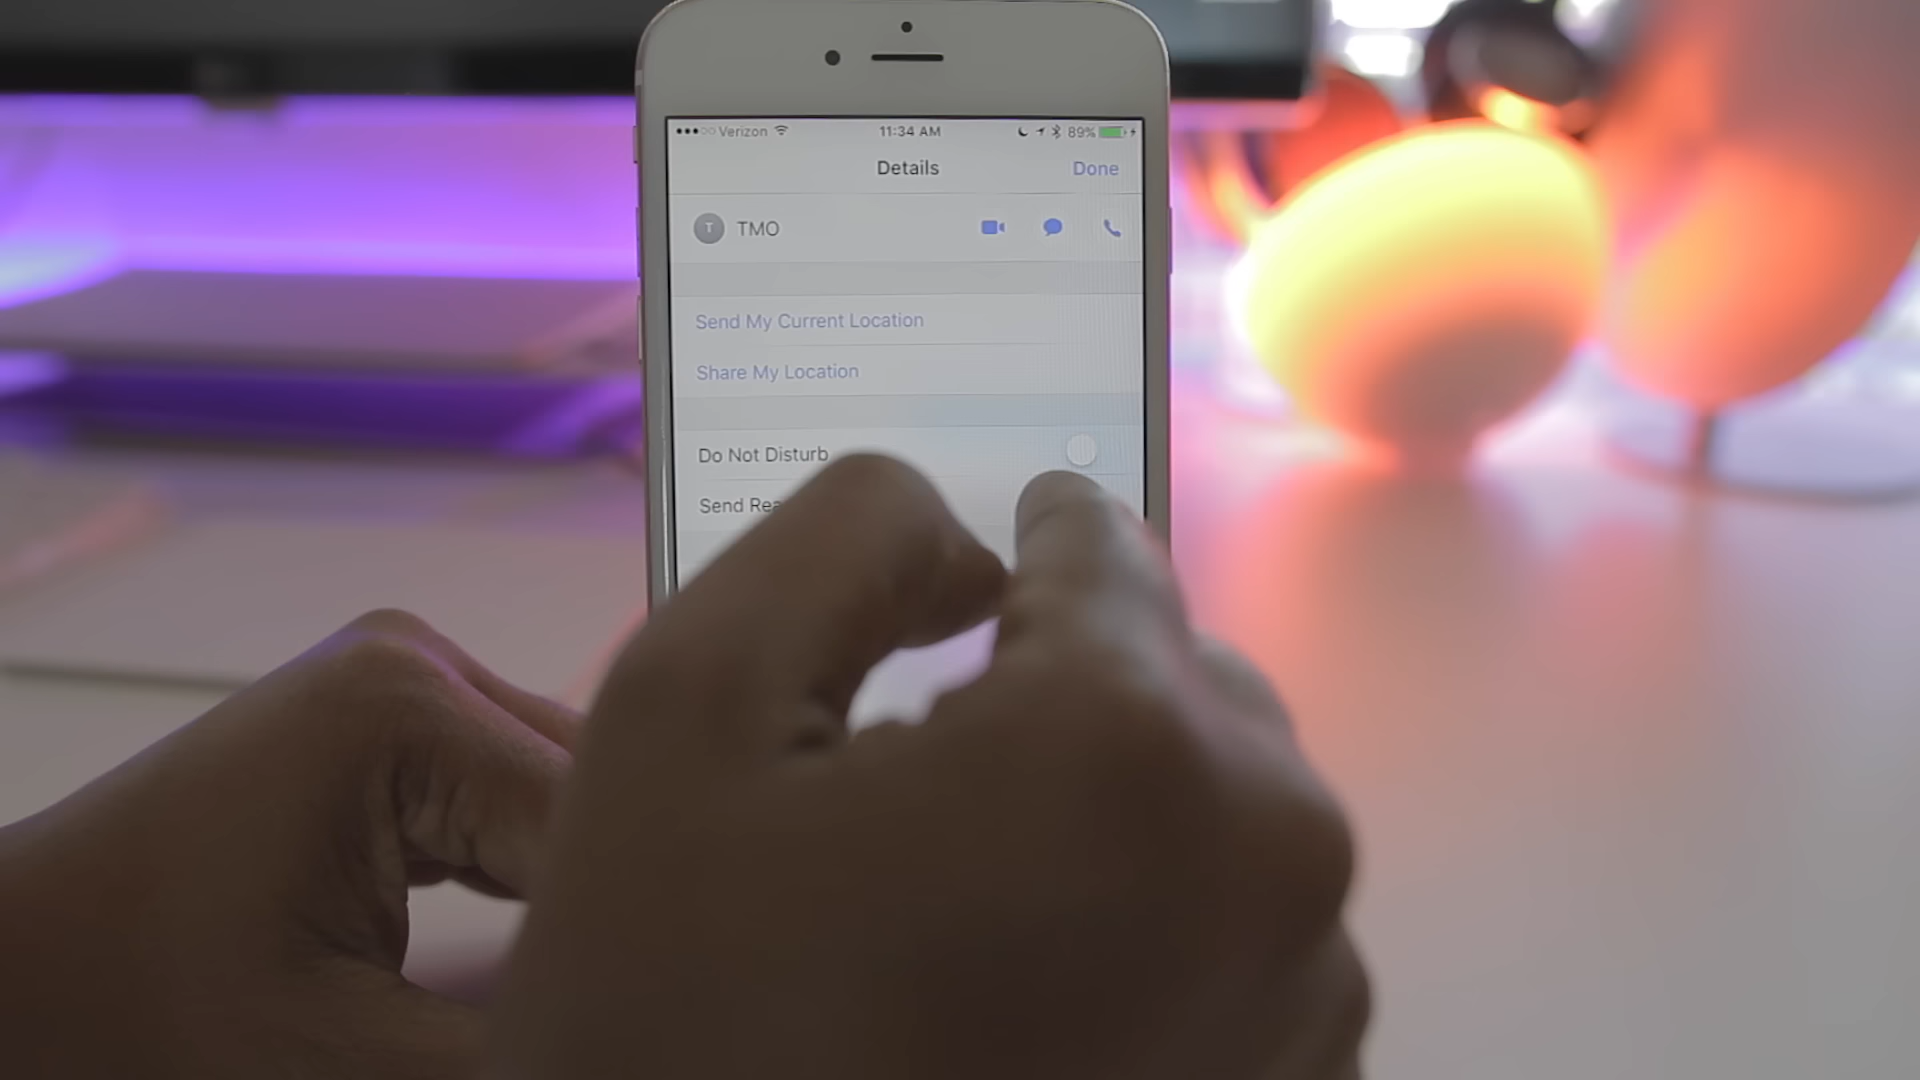 Verizon 11:34 AM 89%
Details Done
T TMO
Send My Current Location
Share My Location
Do Not Disturb
Send Rea